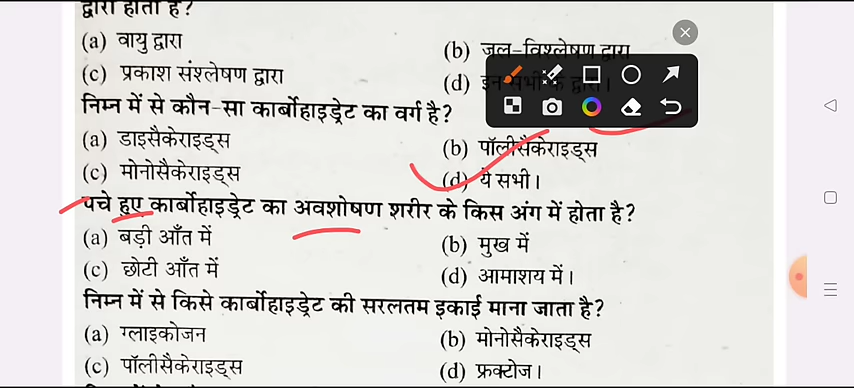 द्वारा होता है?
(a) वायु द्वारा
(b) जल-विश्लेषण द्वारा
(c) प्रकाश संश्लेषण द्वारा
(d) इन सभी के द्वारा।
निम्न में से कौन-सा कार्बोहाइड्रेट का वर्ग है?
(a) डाइसैकेराइड्स
(b) पॉलीसैकेराइड्स
(c) मोनोसैकेराइड्स
(d) ये सभी।
पचे हुए कार्बोहाइड्रेट का अवशोषण शरीर के किस अंग में होता है?
(a) बड़ी आँत में
(b) मुख में
(c) छोटी आँत में
(d) आमाशय में।
निम्न में से किसे कार्बोहाइड्रेट की सरलतम इकाई माना जाता है?
(a) ग्लाइकोजन
(b) मोनोसैकेराइड्स
(c) पॉलीसैकेराइड्स
(d) फ्रक्टोज।